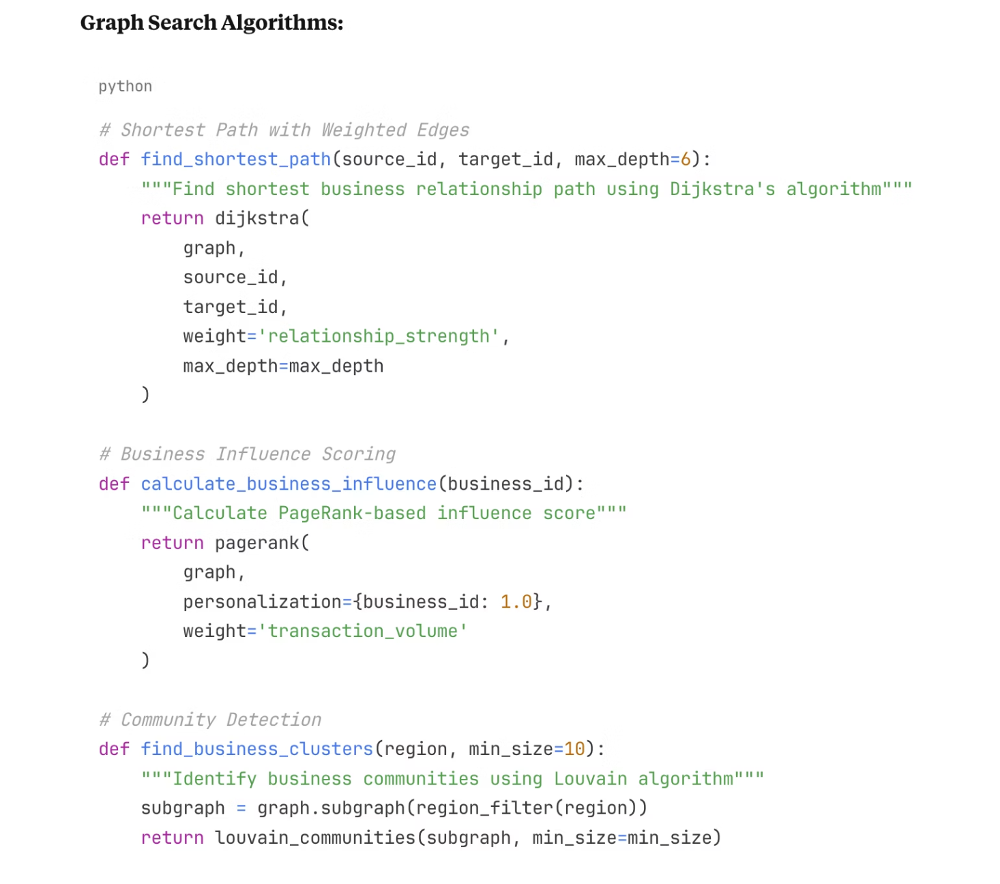 Graph Search Algorithms:
python
# Shortest Path with Weighted Edges
def find_shortest_path(source_id, target_id, max_depth=6):
    """Find shortest business relationship path using Dijkstra's algorithm"""
    return dijkstra(
        graph,
        source_id,
        target_id,
        weight='relationship_strength',
        max_depth=max_depth
    )
# Business Influence Scoring
def calculate_business_influence(business_id):
    """Calculate PageRank-based influence score"""
    return pagerank(
        graph,
        personalization={business_id: 1.0},
        weight='transaction_volume'
    )
# Community Detection
def find_business_clusters(region, min_size=10):
    """Identify business communities using Louvain algorithm"""
    subgraph = graph.subgraph(region_filter(region))
    return louvain_communities(subgraph, min_size=min_size)